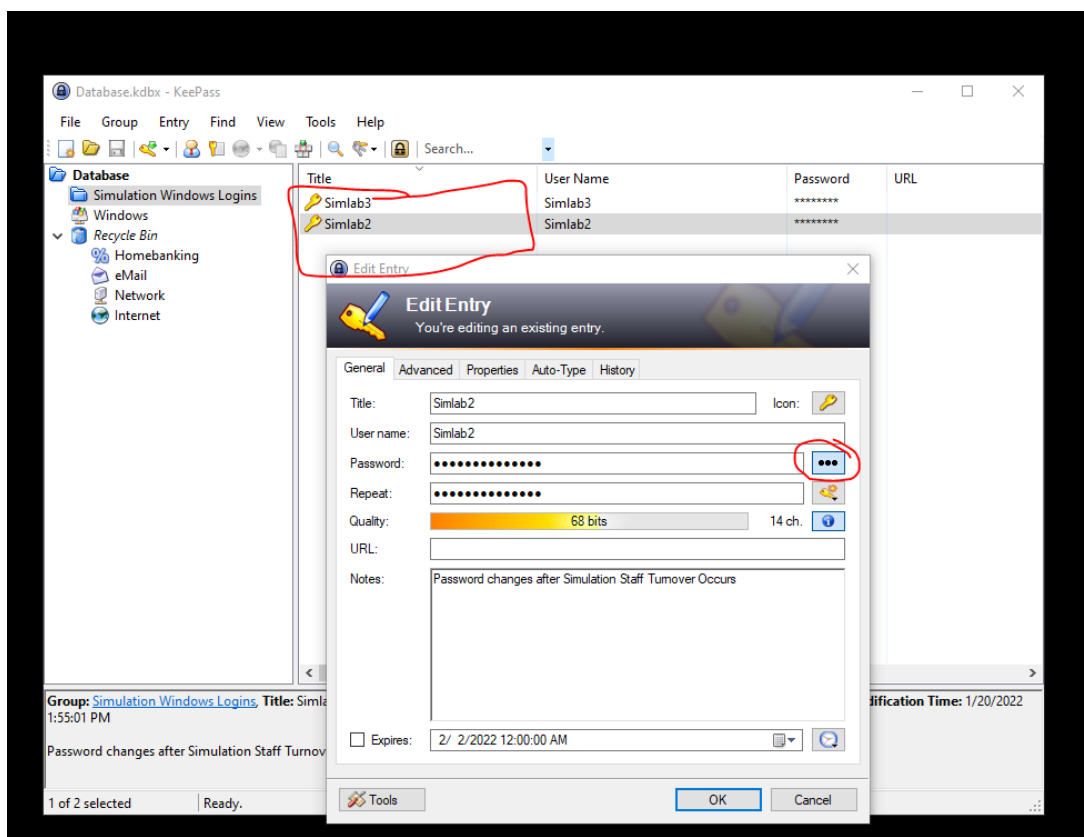 Database.kdbx - KeePass
File Group Entry Find View Tools Help
Search...
Database
Simulation Windows Logins
Windows
Recycle Bin
Homebanking
eMail
Network
Internet
Title User Name Password URL
Simlab3 Simlab3 ********
Simlab2 Simlab2 ********
Edit Entry
Edit Entry
You're editing an existing entry.
General Advanced Properties Auto-Type History
Title: Simlab2 Icon:
User name: Simlab2
Password: ●●●●●●●●●●●●●● ●●●
Repeat: ●●●●●●●●●●●●●●
Quality: 68 bits 14 ch.
URL:
Notes: Password changes after Simulation Staff Turnover Occurs
Expires: 2/ 2/2022 12:00:00 AM
Tools OK Cancel
Group: Simulation Windows Logins, Title: Simla
dification Time: 1/20/2022
1:55:01 PM
Password changes after Simulation Staff Turnov
1 of 2 selected Ready.